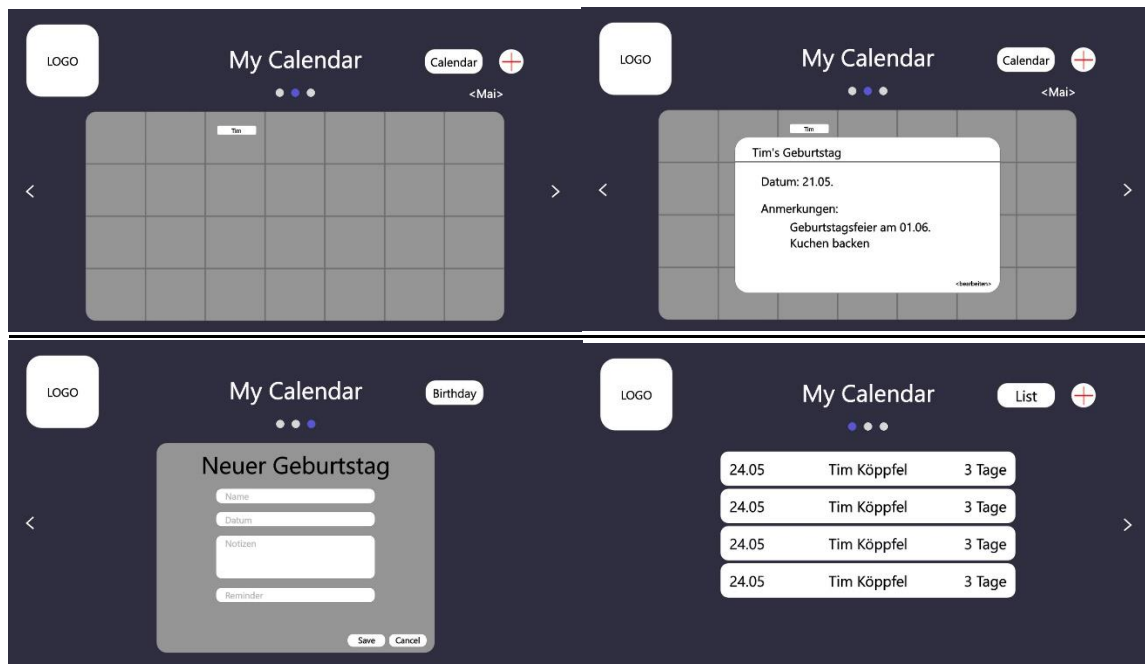 LOGO
My Calendar
Calendar
<Mai>
Tim
<
>
LOGO
My Calendar
Calendar
<Mai>
Tim
Tim's Geburtstag
Datum: 21.05.
Anmerkungen:
Geburtstagsfeier am 01.06.
Kuchen backen
<bearbeiten>
<
>
LOGO
My Calendar
Birthday
Neuer Geburtstag
Name
Datum
Notizen
Reminder
Save Cancel
<
LOGO
My Calendar
List
24.05 Tim Köppfel 3 Tage
24.05 Tim Köppfel 3 Tage
24.05 Tim Köppfel 3 Tage
24.05 Tim Köppfel 3 Tage
>